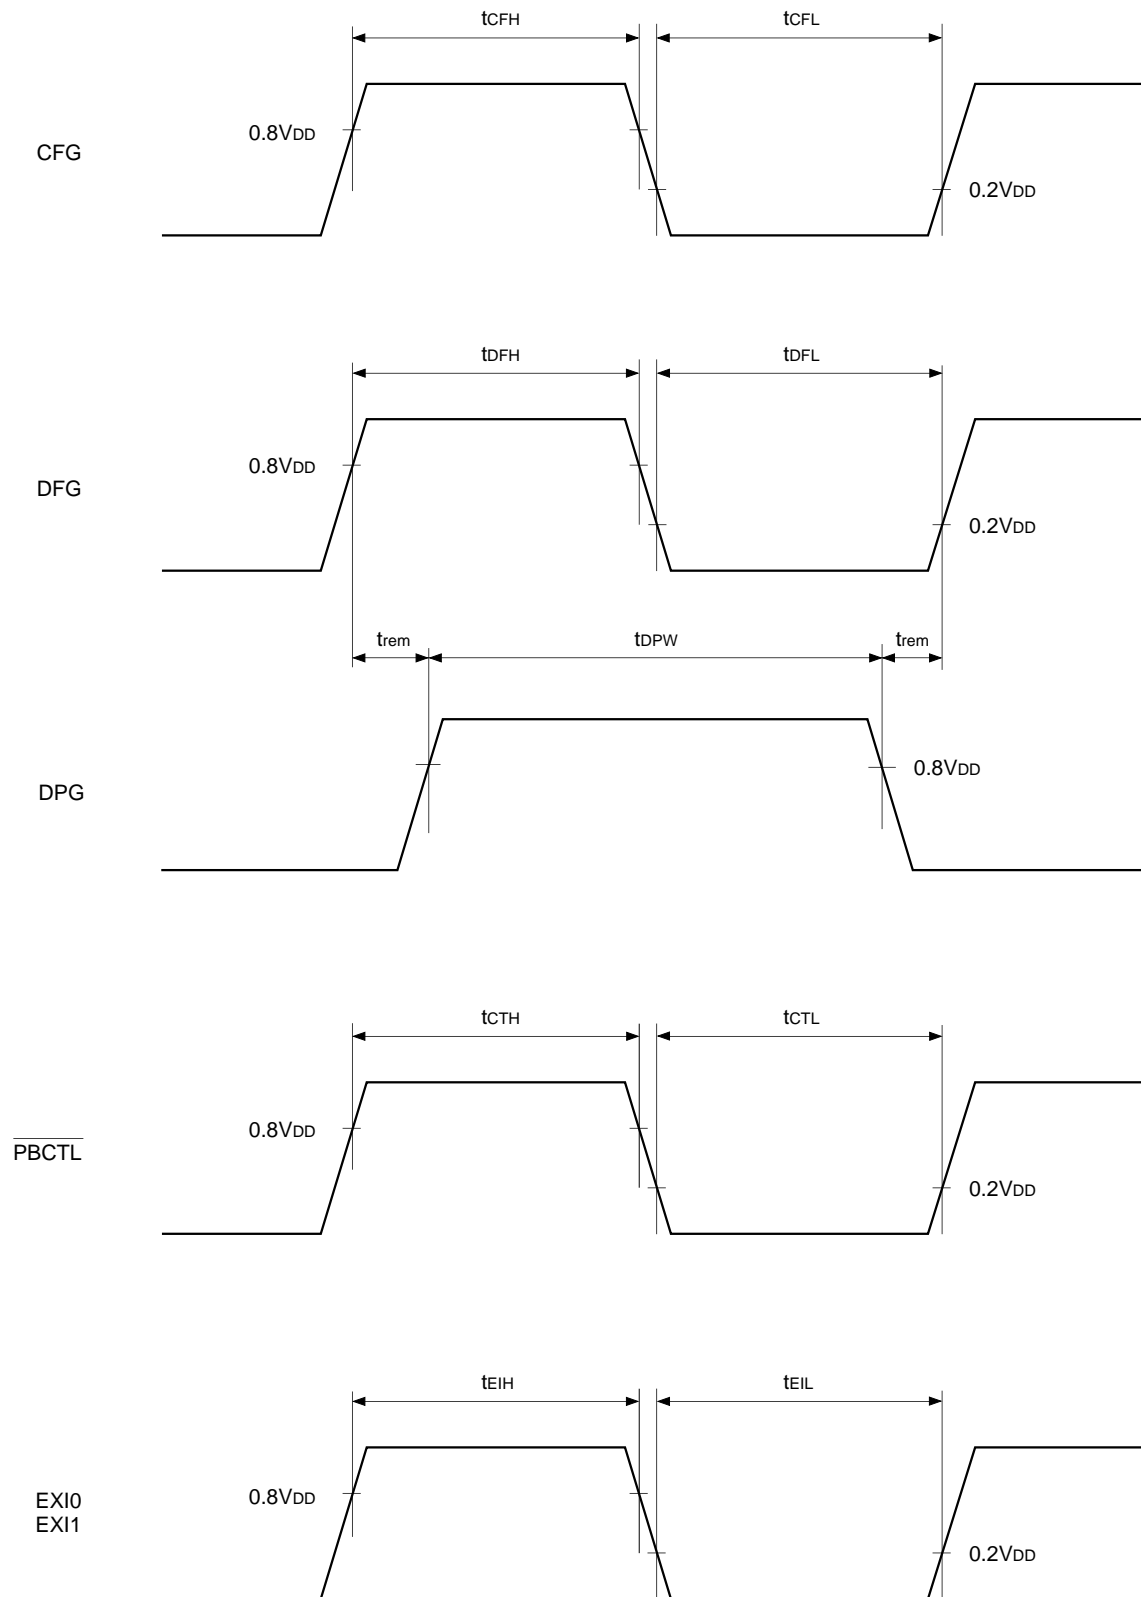 tCFH tCFL
0.8VDD
CFG
0.2VDD
tDFH tDFL
0.8VDD
DFG
0.2VDD
trem tDPW trem
0.8VDD
DPG
tCTH tCTL
0.8VDD
PBCTL
0.2VDD
tEIH tEIL
0.8VDD
EXI0
EXI1
0.2VDD